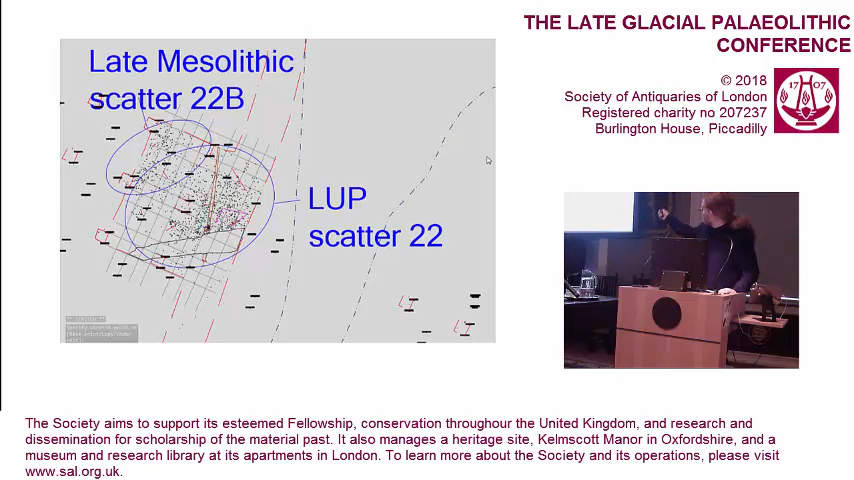 THE LATE GLACIAL PALAEOLITHIC
CONFERENCE
© 2018
Society of Antiquaries of London
Registered charity no 207237
Burlington House, Piccadilly
17 07
Late Mesolithic
scatter 22B
LUP
scatter 22
The Society aims to support its esteemed Fellowship, conservation throughour the United Kingdom, and research and
dissemination for scholarship of the material past. It also manages a heritage site, Kelmscott Manor in Oxfordshire, and a
museum and research library at its apartments in London. To learn more about the Society and its operations, please visit
www.sal.org.uk.